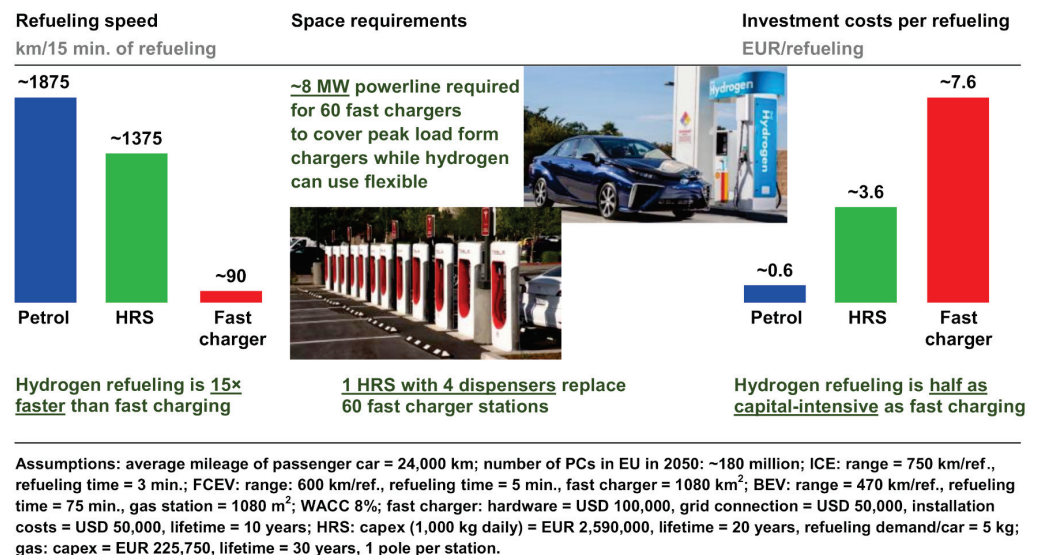 Refueling speed
km/15 min. of refueling
~1875
~1375
~90
Petrol
HRS
Fast
charger
Hydrogen refueling is 15×
faster than fast charging
Space requirements
~8 MW powerline required
for 60 fast chargers
to cover peak load form
chargers while hydrogen
can use flexible
Hydrogen
Hydrogen
1 HRS with 4 dispensers replace
60 fast charger stations
Investment costs per refueling
EUR/refueling
~0.6
~3.6
~7.6
Petrol
HRS
Fast
charger
Hydrogen refueling is half as
capital-intensive as fast charging
Assumptions: average mileage of passenger car = 24,000 km; number of PCs in EU in 2050: ~180 million; ICE: range = 750 km/ref.,
refueling time = 3 min.; FCEV: range: 600 km/ref., refueling time = 5 min., fast charger = 1080 km²; BEV: range = 470 km/ref., refueling
time = 75 min., gas station = 1080 m²; WACC 8%; fast charger: hardware = USD 100,000, grid connection = USD 50,000, installation
costs = USD 50,000, lifetime = 10 years; HRS: capex (1,000 kg daily) = EUR 2,590,000, lifetime = 20 years, refueling demand/car = 5 kg;
gas: capex = EUR 225,750, lifetime = 30 years, 1 pole per station.